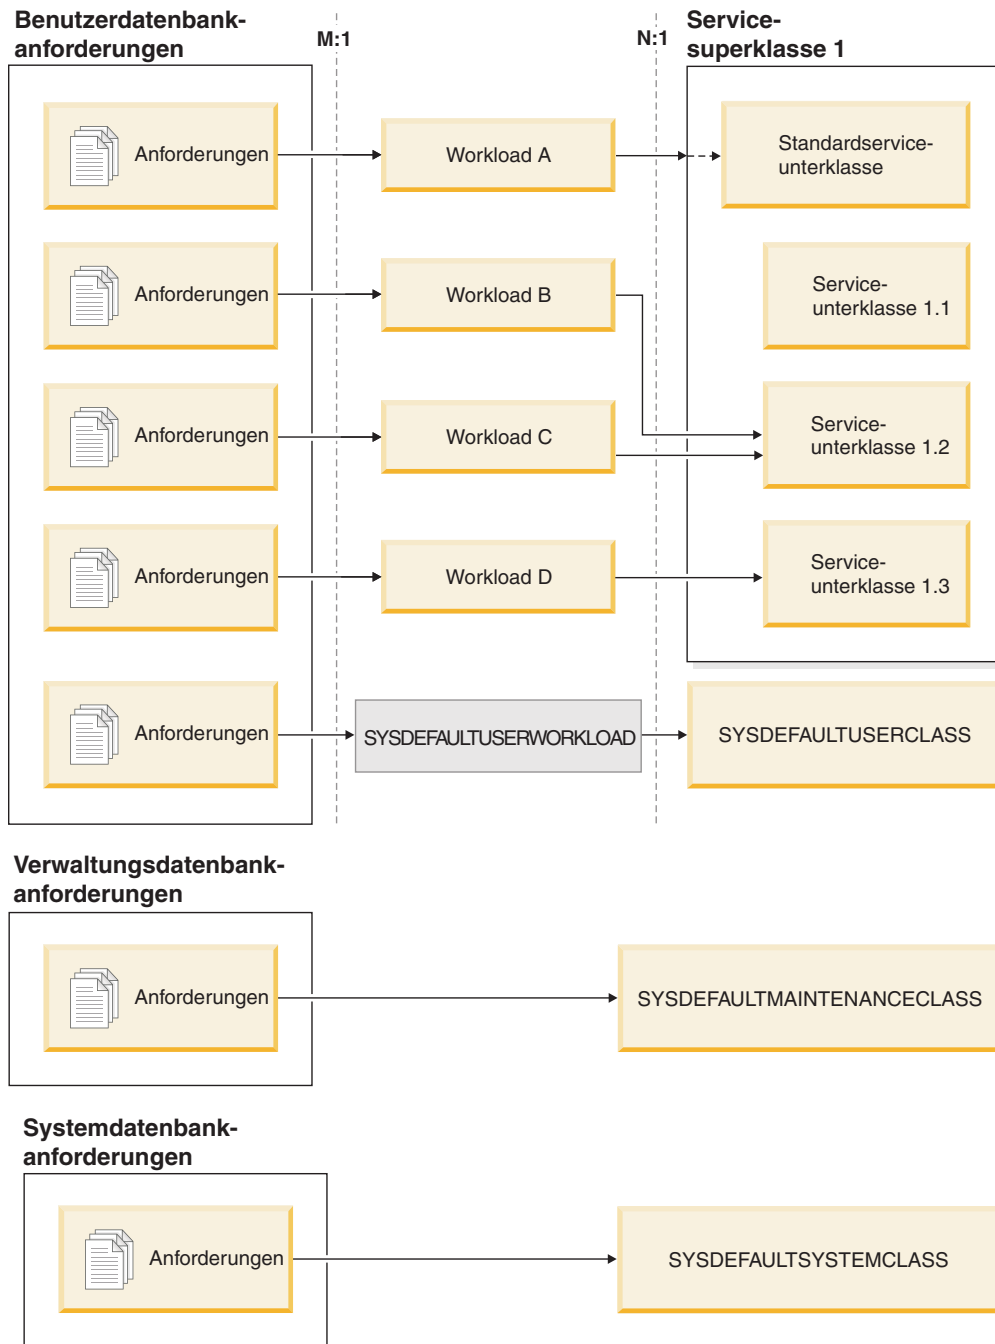 Benutzerdatenbank-
anforderungen
M:1
N:1
Service-
superklasse 1
Anforderungen
Workload A
Standardservice-
unterklasse
Anforderungen
Workload B
Service-
unterklasse 1.1
Anforderungen
Workload C
Service-
unterklasse 1.2
Anforderungen
Workload D
Service-
unterklasse 1.3
Anforderungen
SYSDEFAULTUSERWORKLOAD
SYSDEFAULTUSERCLASS
Verwaltungsdatenbank-
anforderungen
Anforderungen
SYSDEFAULTMAINTENANCECLASS
Systemdatenbank-
anforderungen
Anforderungen
SYSDEFAULTSYSTEMCLASS